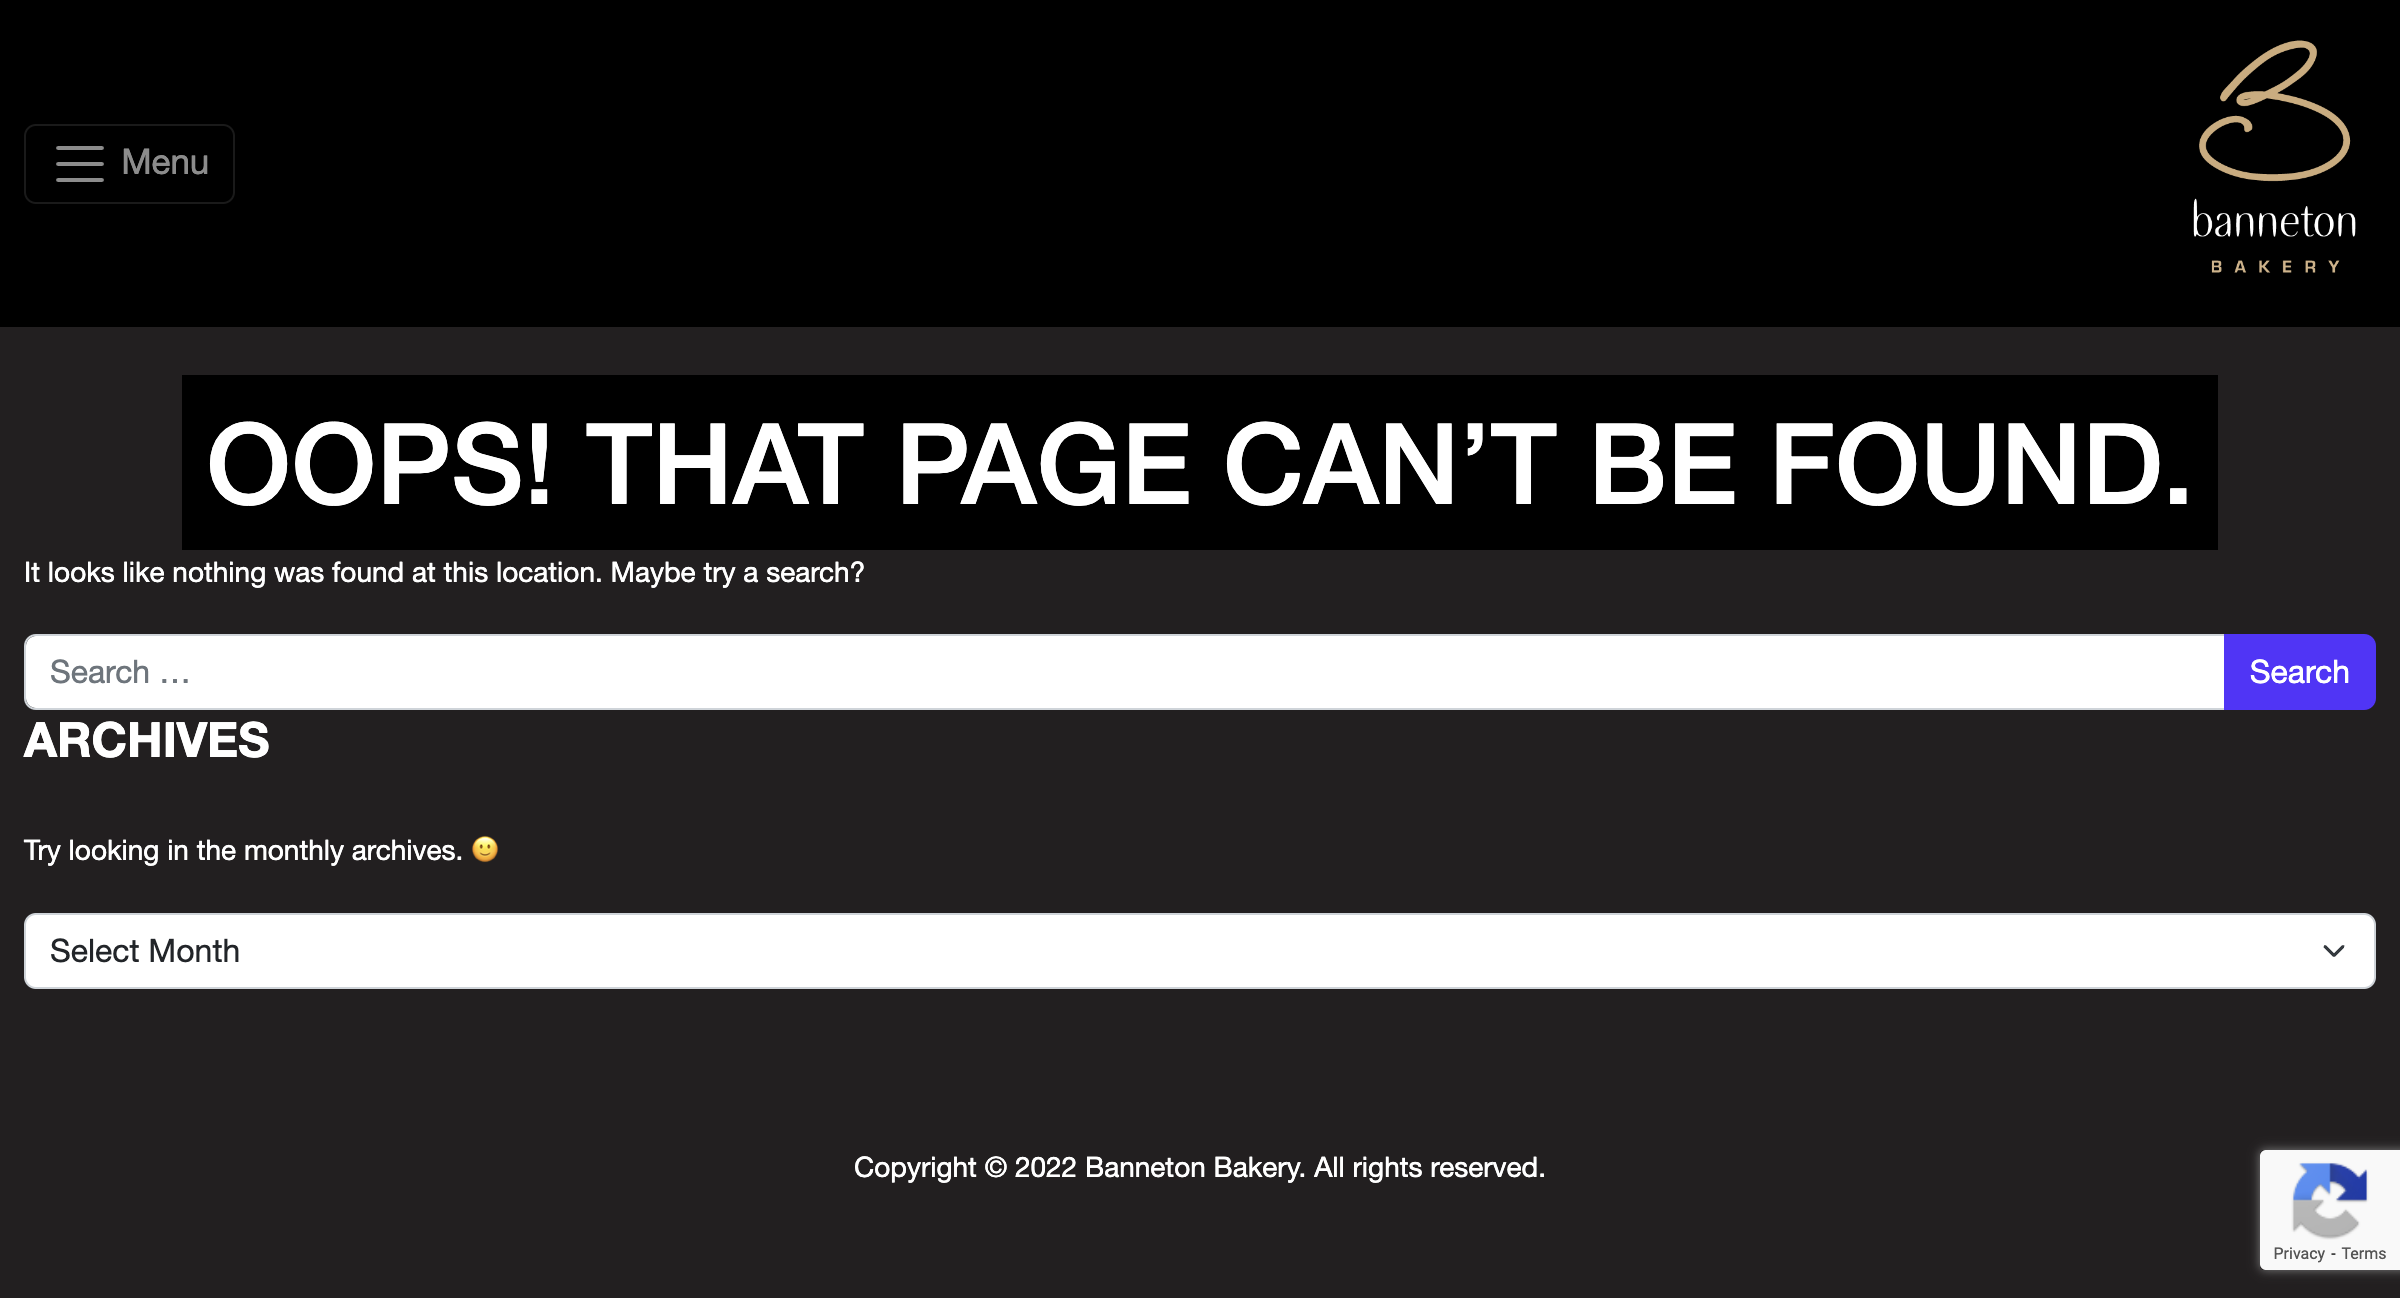 Menu
banneton
BAKERY
OOPS! THAT PAGE CAN’T BE FOUND.
It looks like nothing was found at this location. Maybe try a search?
Search …
Search
ARCHIVES
Try looking in the monthly archives. 🙂
Select Month
Copyright © 2022 Banneton Bakery. All rights reserved.
Privacy - Terms